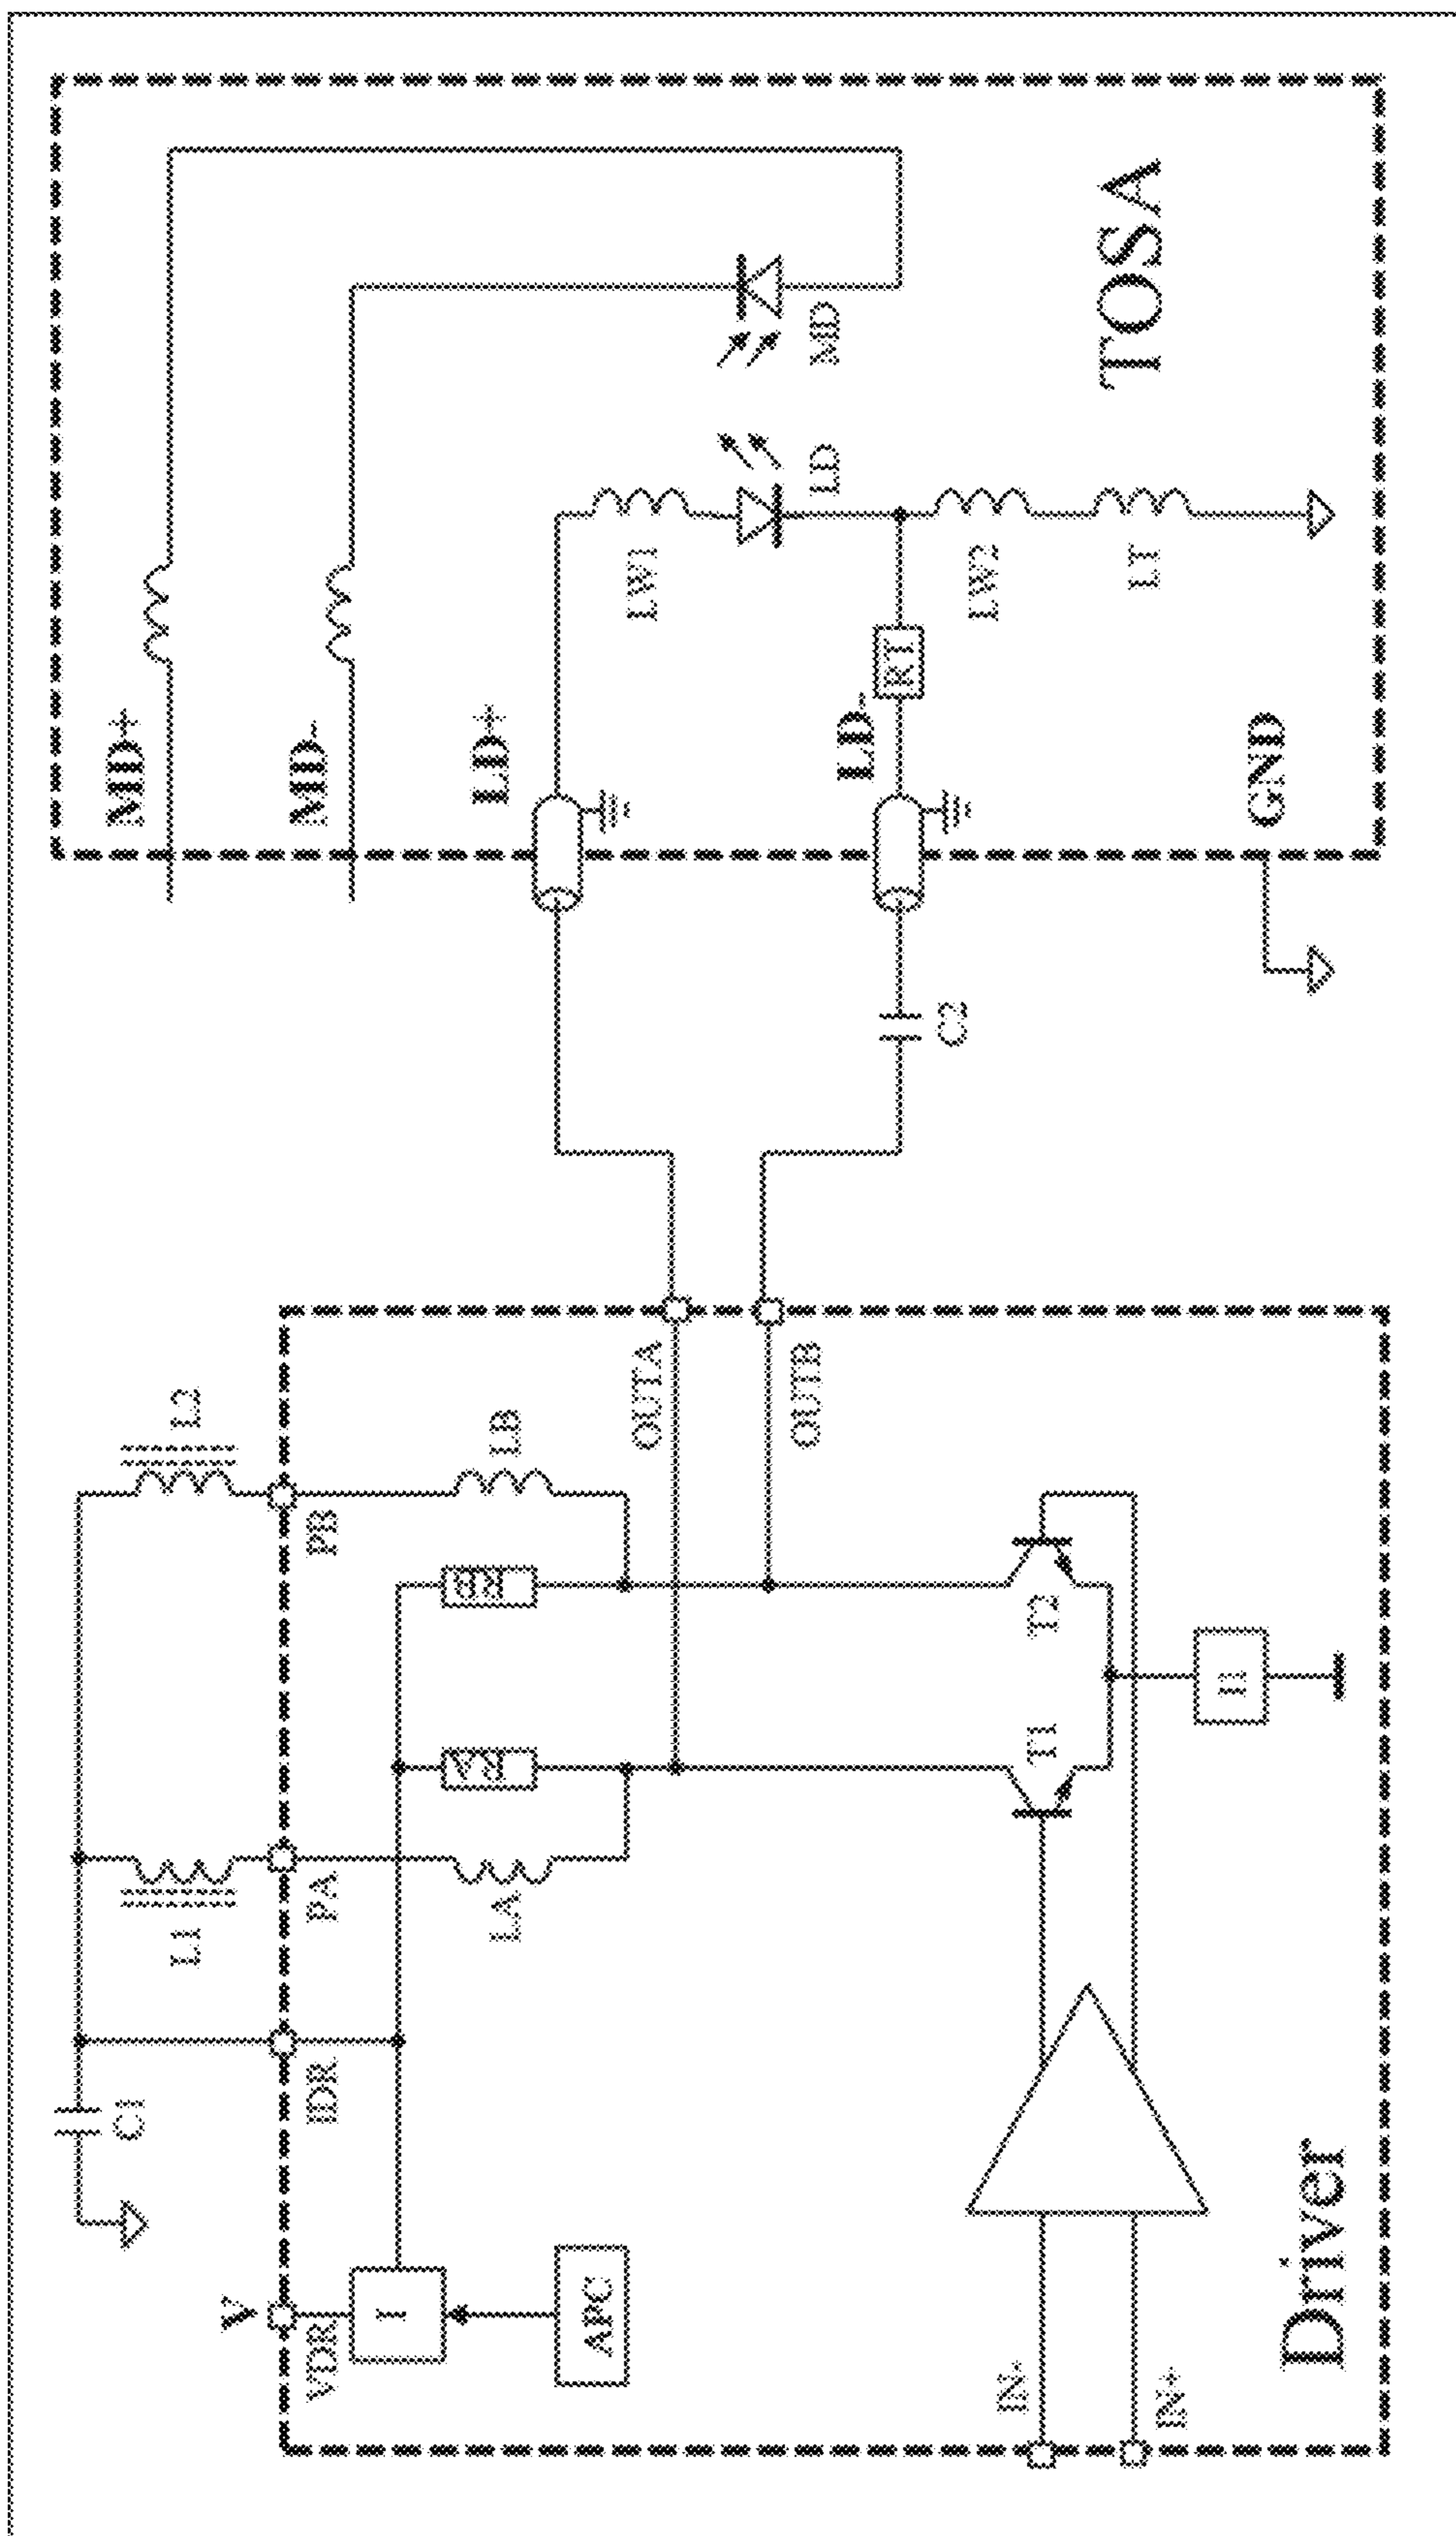 C1
L1
L2
MD+
V
VDR
IDR
PA
PB
MD-
I
RA
RB
LA
LB
LD+
APC
OUTA
LW1
OUTB
LD
MD
LD-
RT
C2
LW2
IN-
T1
T2
LT
TOSA
IN+
I1
GND
Driver